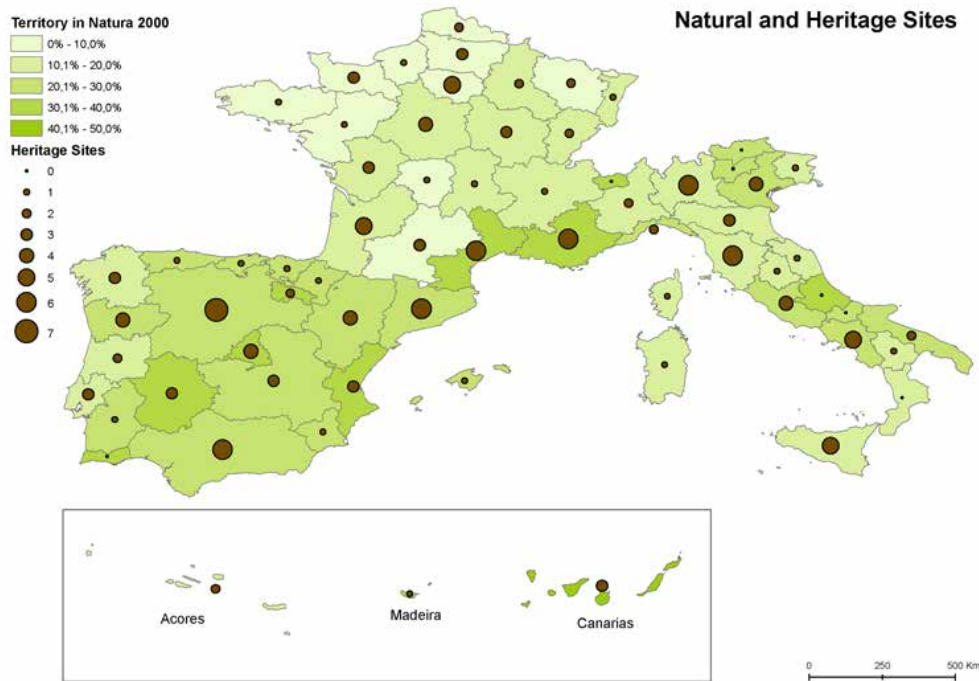 Natural and Heritage Sites
Territory in Natura 2000
0% - 10,0%
10,1% - 20,0%
20,1% - 30,0%
30,1% - 40,0%
40,1% - 50,0%
Heritage Sites
0
1
2
3
4
5
6
7
Acores
Madeira
Canarias
0 250 500 Km